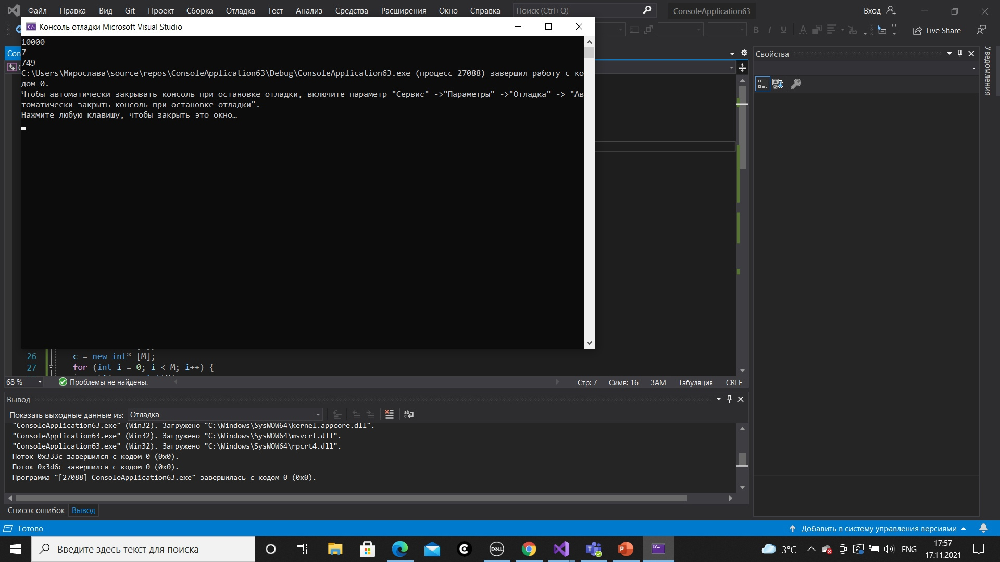 Файл Правка Вид Git Проект Сборка Отладка Тест Анализ Средства Расширения Окно Справка Поиск (Ctrl+Q) ConsoleApplication63 Вход
Консоль отладки Microsoft Visual Studio
Live Share
10000
7
749
C:\Users\Мирослава\source\repos\ConsoleApplication63\Debug\ConsoleApplication63.exe (процесс 27088) завершил работу с ко
дом 0.
Чтобы автоматически закрывать консоль при остановке отладки, включите параметр "Сервис" ->"Параметры" ->"Отладка" -> "Ав
томатически закрыть консоль при остановке отладки".
Нажмите любую клавишу, чтобы закрыть это окно…
Con
Свойства
Уведомления
26 c = new int* [M];
27 for (int i = 0; i < M; i++) {
68 % Проблемы не найдены. Стр: 7 Симв: 16 ЗАМ Табуляция CRLF
Вывод
Показать выходные данные из: Отладка
"ConsoleApplication63.exe" (Win32). Загружено "C:\Windows\SysWOW64\kernel.appcore.dll".
"ConsoleApplication63.exe" (Win32). Загружено "C:\Windows\SysWOW64\msvcrt.dll".
"ConsoleApplication63.exe" (Win32). Загружено "C:\Windows\SysWOW64\rpcrt4.dll".
Поток 0x333c завершился с кодом 0 (0x0).
Поток 0x3d6c завершился с кодом 0 (0x0).
Программа "[27088] ConsoleApplication63.exe" завершилась с кодом 0 (0x0).
Список ошибок Вывод
Готово Добавить в систему управления версиями
Введите здесь текст для поиска
3°C ENG
17:57
17.11.2021